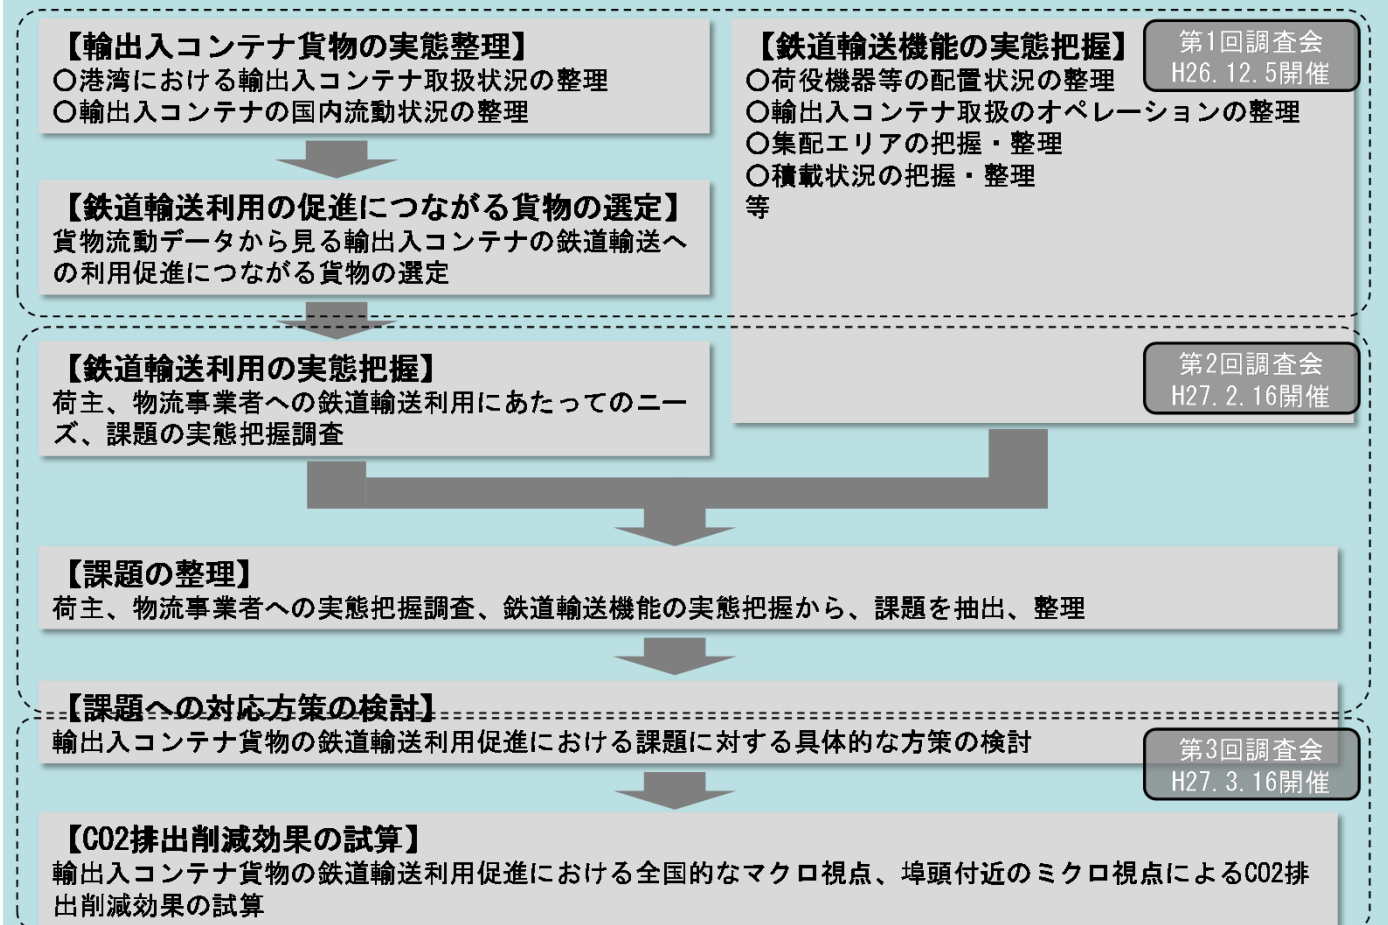 【輸出入コンテナ貨物の実態整理】
〇港湾における輸出入コンテナ取扱状況の整理
〇輸出入コンテナの国内流動状況の整理
【鉄道輸送機能の実態把握】
〇荷役機器等の配置状況の整理
〇輸出入コンテナ取扱のオペレーションの整理
〇集配エリアの把握・整理
〇積載状況の把握・整理
等
第1回調査会
H26.12.5開催
【鉄道輸送利用の促進につながる貨物の選定】
貨物流動データから見る輸出入コンテナの鉄道輸送へ
の利用促進につながる貨物の選定
【鉄道輸送利用の実態把握】
荷主、物流事業者への鉄道輸送利用にあたってのニー
ズ、課題の実態把握調査
第2回調査会
H27.2.16開催
【課題の整理】
荷主、物流事業者への実態把握調査、鉄道輸送機能の実態把握から、課題を抽出、整理
【課題への対応方策の検討】
輸出入コンテナ貨物の鉄道輸送利用促進における課題に対する具体的な方策の検討
第3回調査会
H27.3.16開催
【CO2排出削減効果の試算】
輸出入コンテナ貨物の鉄道輸送利用促進における全国的なマクロ視点、埠頭付近のミクロ視点によるCO2排
出削減効果の試算